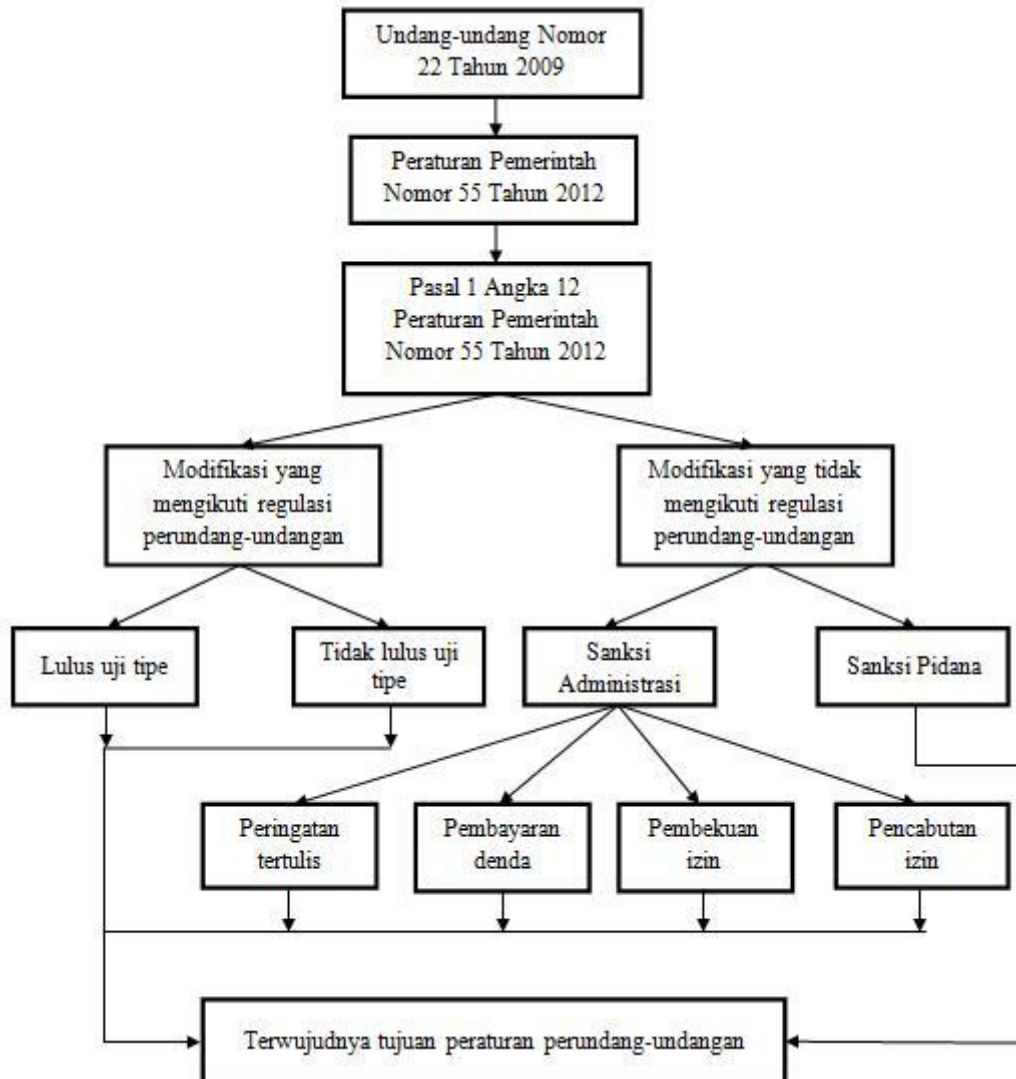 Undang-undang Nomor
22 Tahun 2009
Peraturan Pemerintah
Nomor 55 Tahun 2012
Pasal 1 Angka 12
Peraturan Pemerintah
Nomor 55 Tahun 2012
Modifikasi yang
mengikuti regulasi
perundang-undangan
Modifikasi yang tidak
mengikuti regulasi
perundang-undangan
Lulus uji tipe
Tidak lulus uji
tipe
Sanksi
Administrasi
Sanksi Pidana
Peringatan
tertulis
Pembayaran
denda
Pembekuan
izin
Pencabutan
izin
Terwujudnya tujuan peraturan perundang-undangan